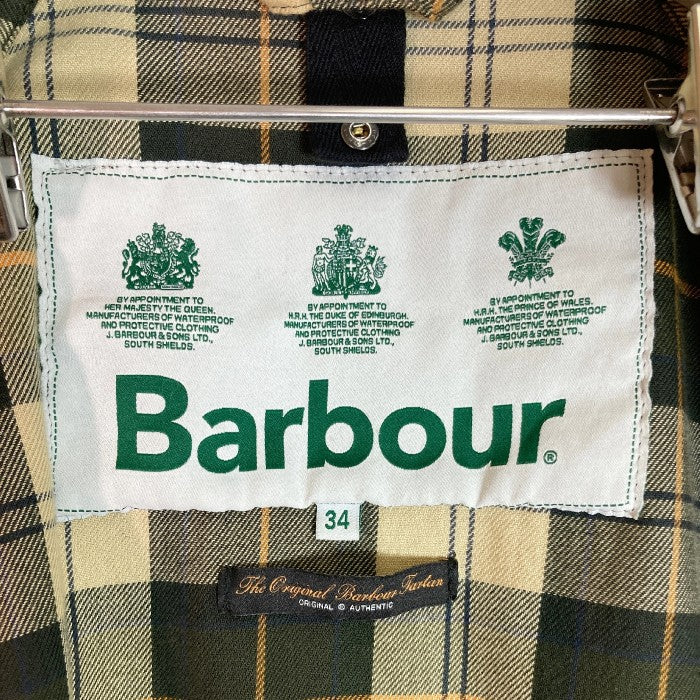 BY APPOINTMENT TO
HER MAJESTY THE QUEEN,
MANUFACTURERS OF WATERPROOF
AND PROTECTIVE CLOTHING
J. BARBOUR & SONS LTD.,
SOUTH SHIELDS.
BY APPOINTMENT TO
H.R.H. THE DUKE OF EDINBURGH,
MANUFACTURERS OF WATERPROOF
AND PROTECTIVE CLOTHING
J. BARBOUR & SONS LTD.,
SOUTH SHIELDS.
BY APPOINTMENT TO
H.R.H. THE PRINCE OF WALES,
MANUFACTURERS OF WATERPROOF
AND PROTECTIVE CLOTHING
J. BARBOUR & SONS LTD.,
SOUTH SHIELDS.
Barbour®
34
The Original Barbour Tartan
ORIGINAL © AUTHENTIC